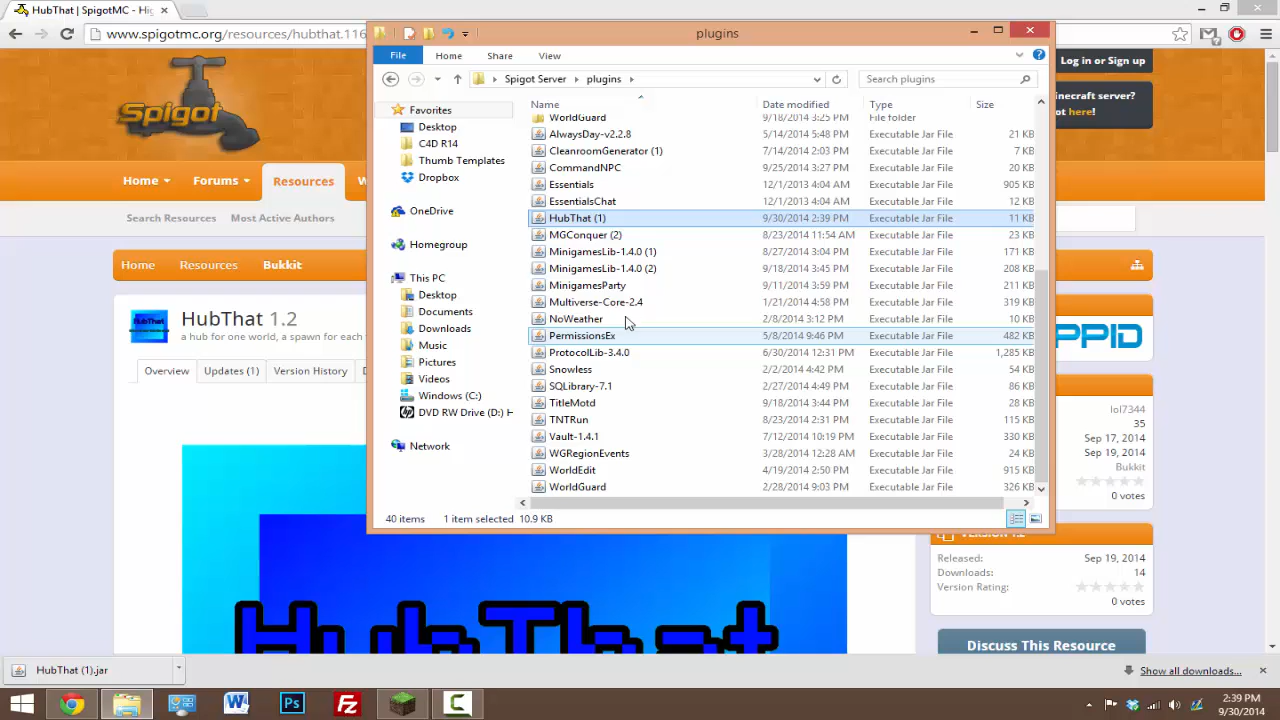 HubThat | SpigotMC - Hig
www.spigotmc.org/resources/hubthat.116
Spigot
Log in or Sign up
inecraft server?
ot here!
Home
Forums
Resources
Search Resources
Most Active Authors
Home
Resources
Bukkit
HubThat 1.2
a hub for one world, a spawn for each
Overview
Updates (1)
Version History
HubThat
HubThat
lol7344
35
Sep 17, 2014
Sep 19, 2014
Bukkit
0 votes
Released:
Sep 19, 2014
Downloads:
14
Version Rating:
0 votes
Discuss This Resource
plugins
File
Home
Share
View
Spigot Server
plugins
Search plugins
Favorites
Desktop
C4D R14
Thumb Templates
Dropbox
OneDrive
Homegroup
This PC
Desktop
Documents
Downloads
Music
Pictures
Videos
Windows (C:)
DVD RW Drive (D:) H
Network
Name Date modified Type Size
WorldGuard 9/18/2014 3:25 PM File folder
AlwaysDay-v2.2.8 5/14/2014 5:48 PM Executable Jar File 21 KB
CleanroomGenerator (1) 7/14/2014 2:03 PM Executable Jar File 7 KB
CommandNPC 9/25/2014 3:27 PM Executable Jar File 20 KB
Essentials 12/1/2013 4:04 AM Executable Jar File 905 KB
EssentialsChat 12/1/2013 4:04 AM Executable Jar File 12 KB
HubThat (1) 9/30/2014 2:39 PM Executable Jar File 11 KB
MGConquer (2) 8/23/2014 11:54 AM Executable Jar File 23 KB
MinigamesLib-1.4.0 (1) 8/27/2014 3:04 PM Executable Jar File 171 KB
MinigamesLib-1.4.0 (2) 9/18/2014 3:45 PM Executable Jar File 208 KB
MinigamesParty 9/11/2014 3:59 PM Executable Jar File 211 KB
Multiverse-Core-2.4 1/21/2014 4:58 PM Executable Jar File 319 KB
NoWeather 2/8/2014 3:12 PM Executable Jar File 10 KB
PermissionsEx 5/8/2014 9:46 PM Executable Jar File 482 KB
ProtocolLib-3.4.0 6/30/2014 12:31 PM Executable Jar File 1,285 KB
Snowless 2/2/2014 4:42 PM Executable Jar File 54 KB
SQLibrary-7.1 2/27/2014 4:49 PM Executable Jar File 86 KB
TitleMotd 9/18/2014 3:44 PM Executable Jar File 28 KB
TNTRun 8/23/2014 2:31 PM Executable Jar File 115 KB
Vault-1.4.1 7/12/2014 10:19 PM Executable Jar File 330 KB
WGRegionEvents 3/28/2014 12:28 AM Executable Jar File 24 KB
WorldEdit 4/19/2014 2:50 PM Executable Jar File 915 KB
WorldGuard 2/28/2014 9:03 PM Executable Jar File 326 KB
40 items 1 item selected 10.9 KB
HubThat (1).jar
Show all downloads...
2:39 PM
9/30/2014